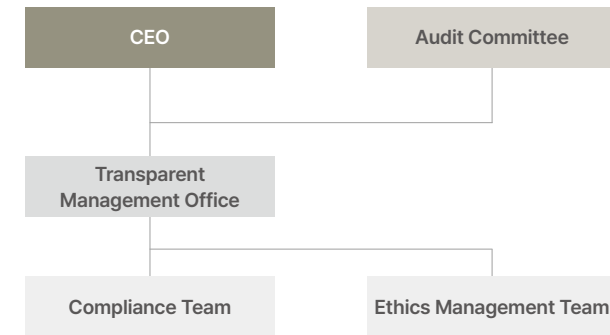 CEO
Audit Committee
Transparent
Management Office
Compliance Team
Ethics Management Team